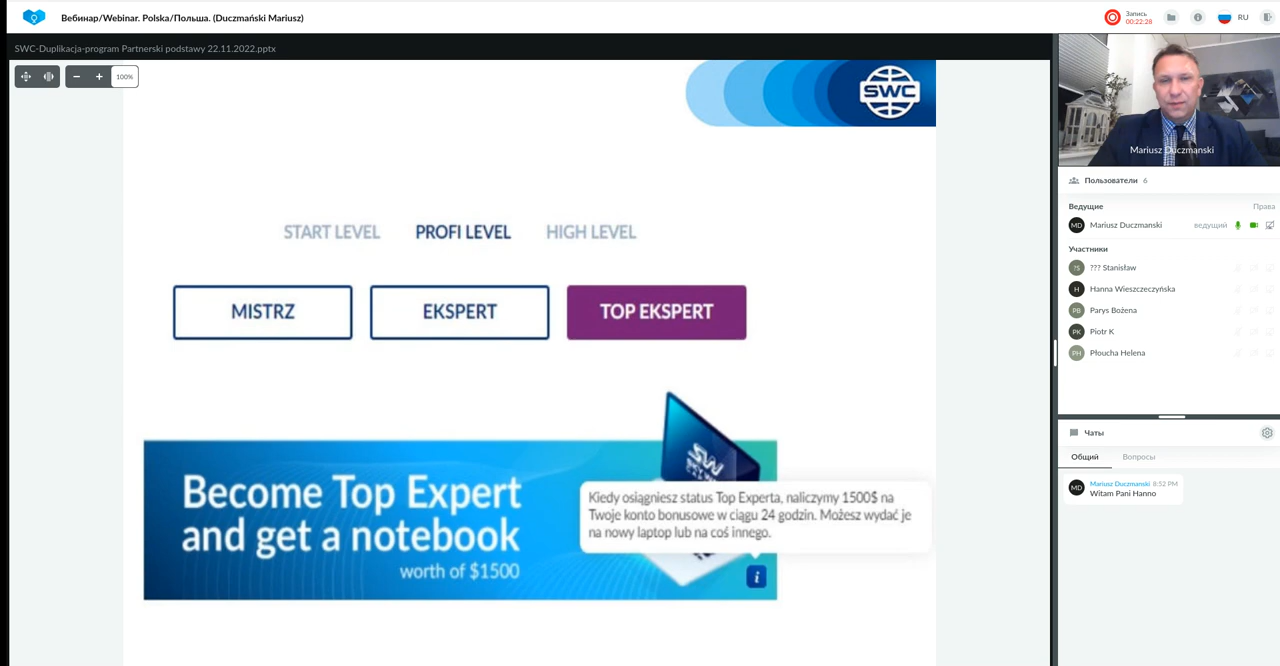 Вебинар/Webinar. Polska/Польша. (Duczmański Mariusz)
Запись
00:22:28
RU
SWC-Duplikacja-program Partnerski podstawy 22.11.2022.pptx
100%
SWC
START LEVEL PROFI LEVEL HIGH LEVEL
MISTRZ EKSPERT TOP EKSPERT
Become Top Expert
and get a notebook
worth of $1500
SW
Kiedy osiągniesz status Top Experta, naliczymy 1500$ na
Twoje konto bonusowe w ciągu 24 godzin. Możesz wydać je
na nowy laptop lub na coś innego.
i
Mariusz Duczmanski
Пользователи 6
Ведущие Права
MD Mariusz Duczmanski ведущий
Участники
?S ??? Stanisław
H Hanna Wieszczeczyńska
PB Parys Bożena
PK Piotr K
PH Płoucha Helena
Чаты
Общий Вопросы
MD Mariusz Duczmanski 8:52 PM
Witam Pani Hanno